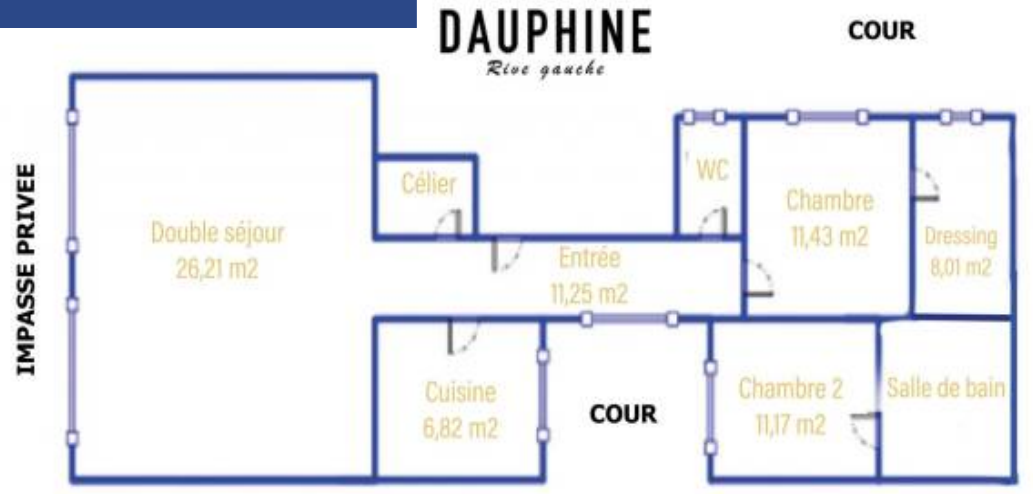 DAUPHINE
Rive gauche
COUR
IMPASSE PRIVEE
Double séjour
26,21 m2
Célier
WC
Chambre
11,43 m2
Dressing
8,01 m2
Entrée
11,25 m2
Cuisine
6,82 m2
COUR
Chambre 2
11,17 m2
Salle de bain